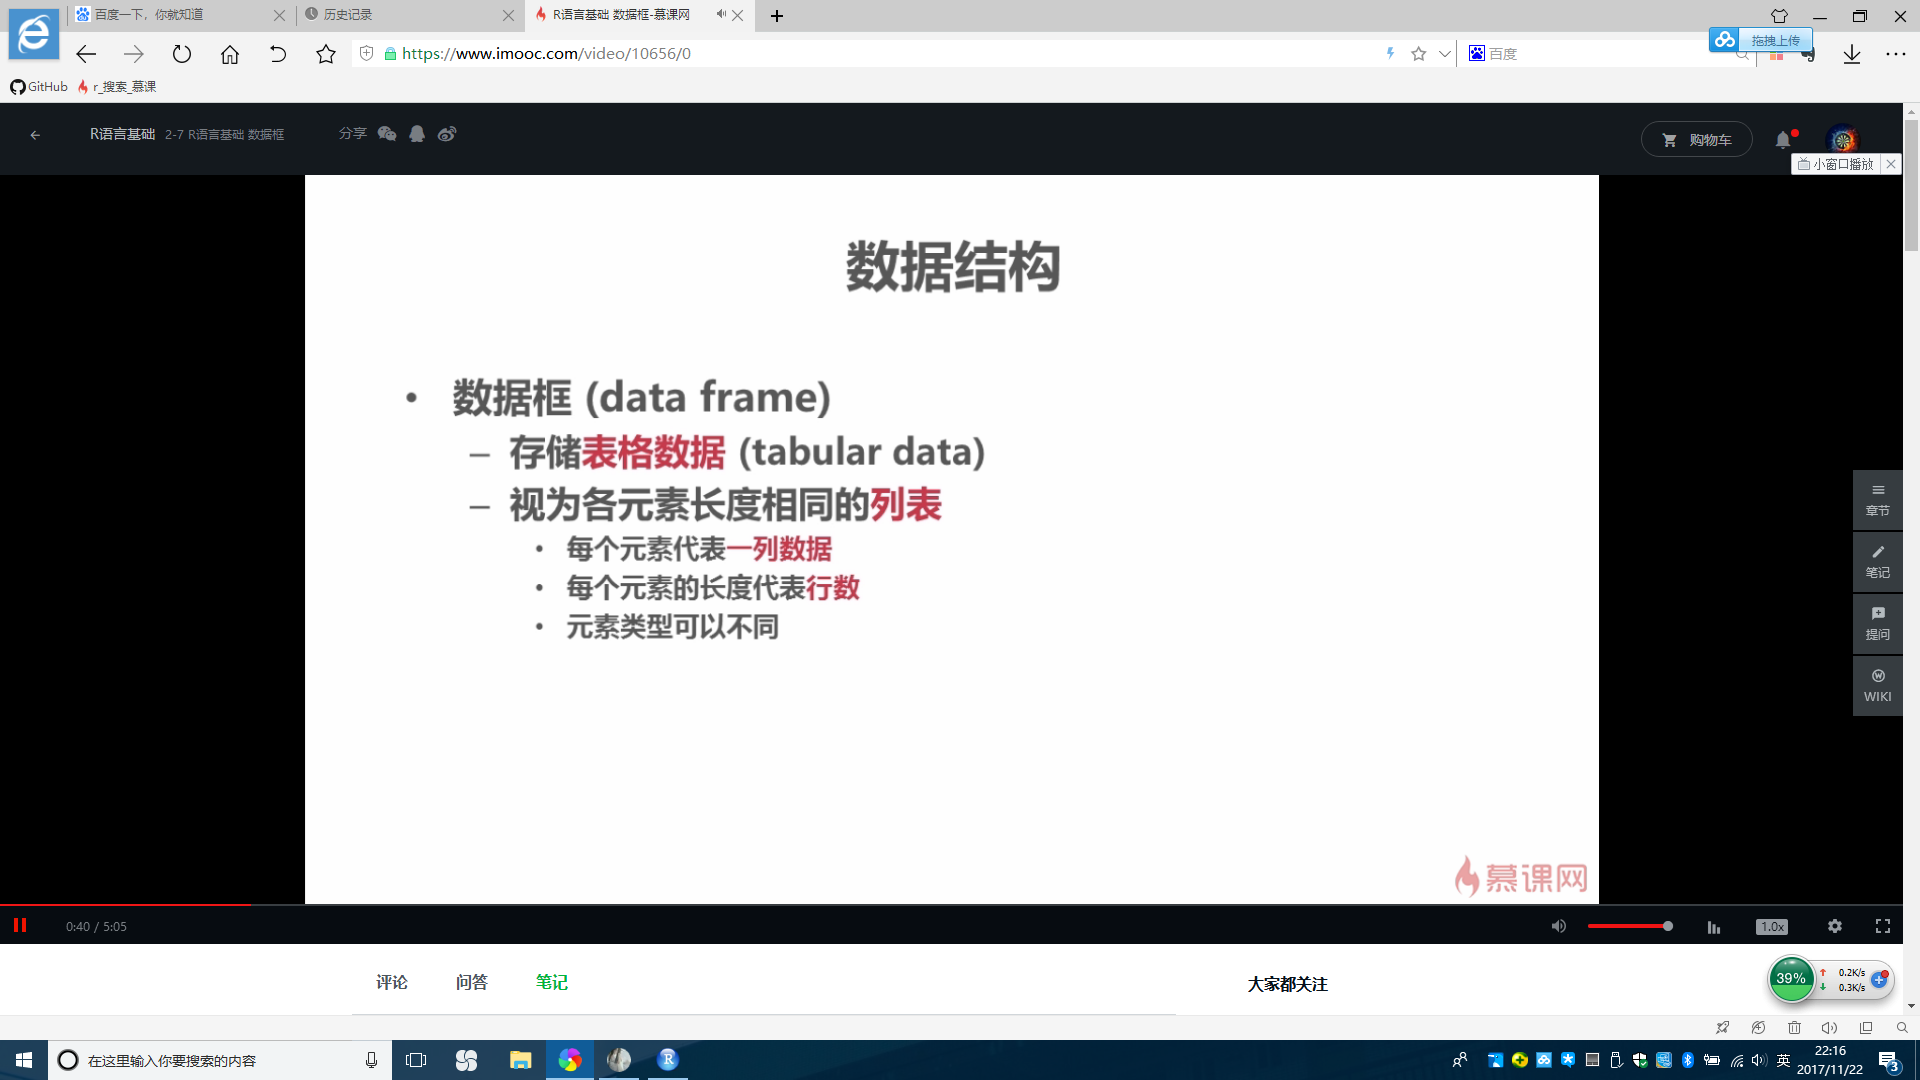 百度一下，你就知道
历史记录
R语言基础 数据框-慕课网
https://www.imooc.com/video/10656/0
百度
拖拽上传
GitHub
r_搜索_慕课
R语言基础
2-7 R语言基础 数据框
分享
购物车
小窗口播放
数据结构
• 数据框 (data frame)
– 存储表格数据 (tabular data)
– 视为各元素长度相同的列表
• 每个元素代表一列数据
• 每个元素的长度代表行数
• 元素类型可以不同
章节
笔记
提问
WIKI
慕课网
0:40 / 5:05
1.0x
评论
问答
笔记
大家都关注
39%
0.2K/s
0.3K/s
在这里输入你要搜索的内容
英
22:16
2017/11/22
3